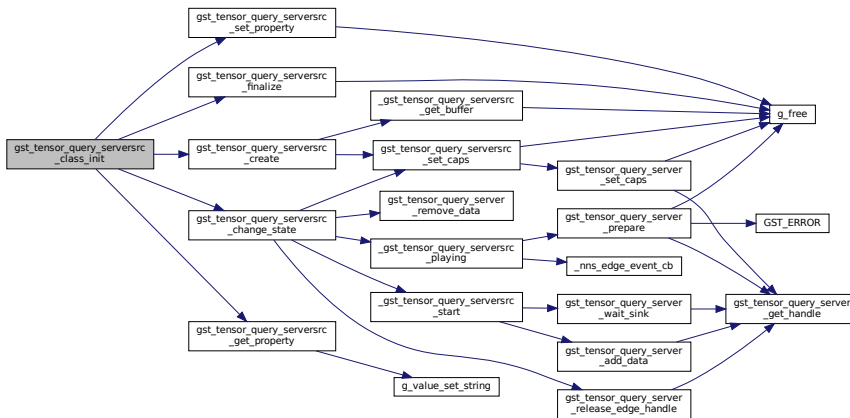 gst_tensor_query_serversrc
_class_init
gst_tensor_query_serversrc
_set_property
gst_tensor_query_serversrc
_finalize
gst_tensor_query_serversrc
_create
gst_tensor_query_serversrc
_change_state
gst_tensor_query_serversrc
_get_property
_gst_tensor_query_serversrc
_get_buffer
gst_tensor_query_serversrc
_set_caps
gst_tensor_query_server
_remove_data
_gst_tensor_query_serversrc
_playing
_gst_tensor_query_serversrc
_start
g_value_set_string
gst_tensor_query_server
_set_caps
gst_tensor_query_server
_prepare
_nns_edge_event_cb
gst_tensor_query_server
_wait_sink
gst_tensor_query_server
_add_data
gst_tensor_query_server
_release_edge_handle
g_free
GST_ERROR
gst_tensor_query_server
_get_handle